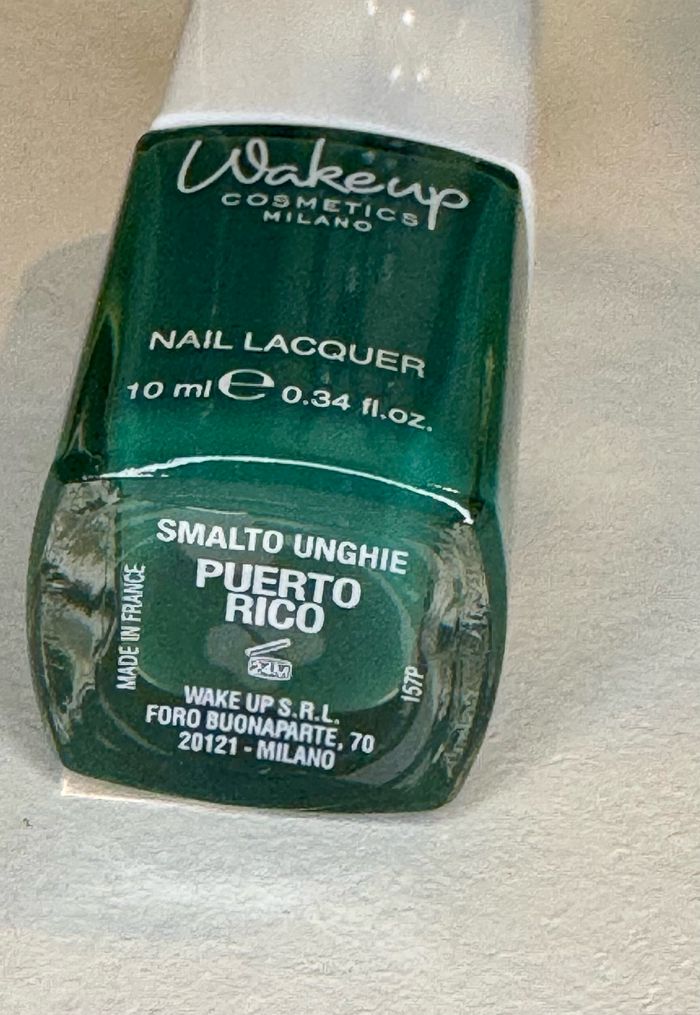 Wakeup
COSMETICS
MILANO
NAIL LACQUER
10 ml e 0.34 fl.oz.
SMALTO UNGHIE
PUERTO
RICO
MADE IN FRANCE
157P
WAKE UP S.R.L.
FORO BUONAPARTE, 70
20121 - MILANO